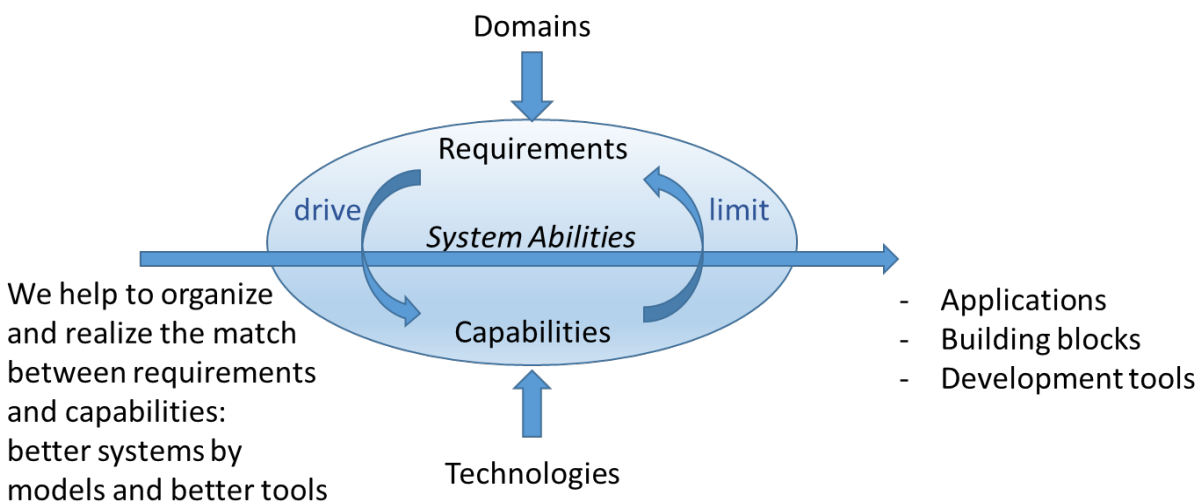 Domains
Requirements
drive
limit
System Abilities
Capabilities
Technologies
We help to organize
and realize the match
between requirements
and capabilities:
better systems by
models and better tools
- Applications
- Building blocks
- Development tools